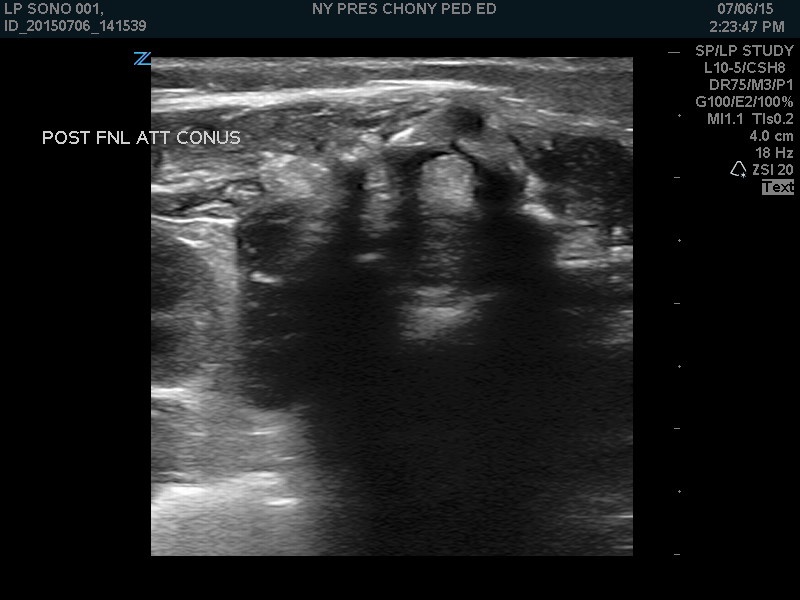 LP SONO 001,
ID_20150706_141539
NY PRES CHONY PED ED
07/06/15
2:23:47 PM
Z
SP/LP STUDY
L10-5/CSH8
DR75/M3/P1
G100/E2/100%
MI1.1 TIs0.2
4.0 cm
18 Hz
ZSI 20
Text
POST FNL ATT CONUS